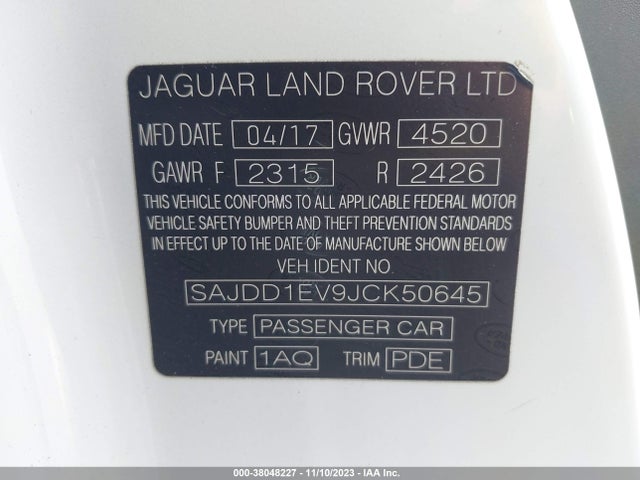 JAGUAR LAND ROVER LTD
MFD DATE 04/17 GVWR 4520
GAWR F 2315 R 2426
THIS VEHICLE CONFORMS TO ALL APPLICABLE FEDERAL MOTOR
VEHICLE SAFETY BUMPER AND THEFT PREVENTION STANDARDS
IN EFFECT UP TO THE DATE OF MANUFACTURE SHOWN BELOW
VEH IDENT NO.
SAJDD1EV9JCK50645
TYPE PASSENGER CAR
PAINT 1AQ TRIM PDE
000-38048227 - 11/10/2023 - IAA Inc.